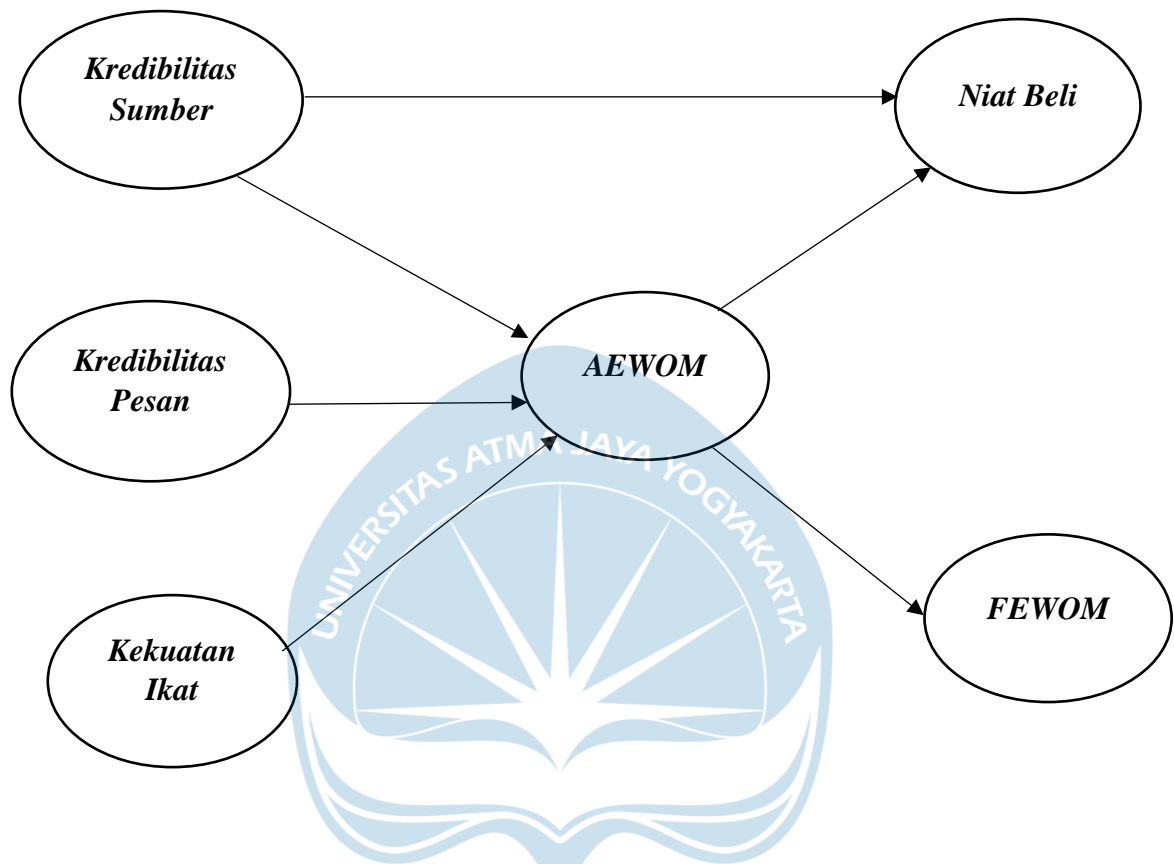 Kredibilitas
Sumber
Niat Beli
Kredibilitas
Pesan
AEWOM
UNIVERSITAS ATMA JAYA YOGYAKARTA
Kekuatan
Ikat
FEWOM